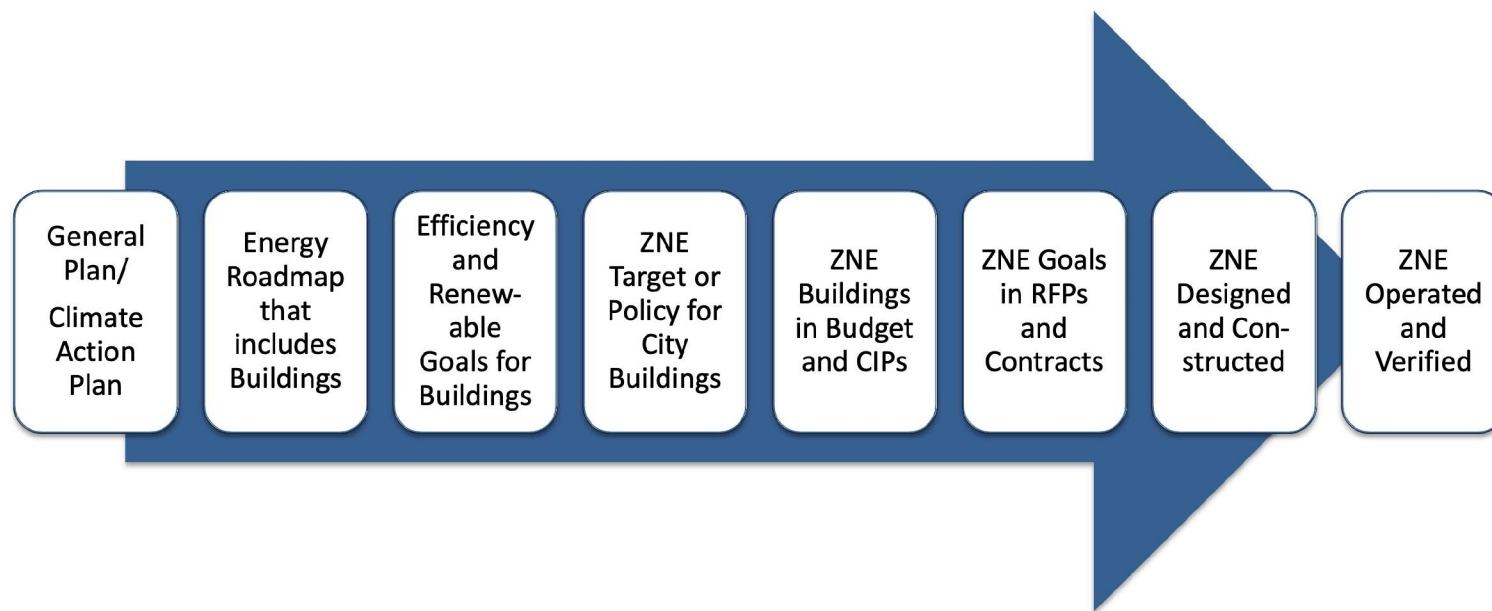 General
Plan/
Climate
Action
Plan
Energy
Roadmap
that
includes
Buildings
Efficiency
and
Renew-
able
Goals for
Buildings
ZNE
Target or
Policy for
City
Buildings
ZNE
Buildings
in Budget
and CIPs
ZNE Goals
in RFPs
and
Contracts
ZNE
Designed
and Con-
structed
ZNE
Operated
and
Verified